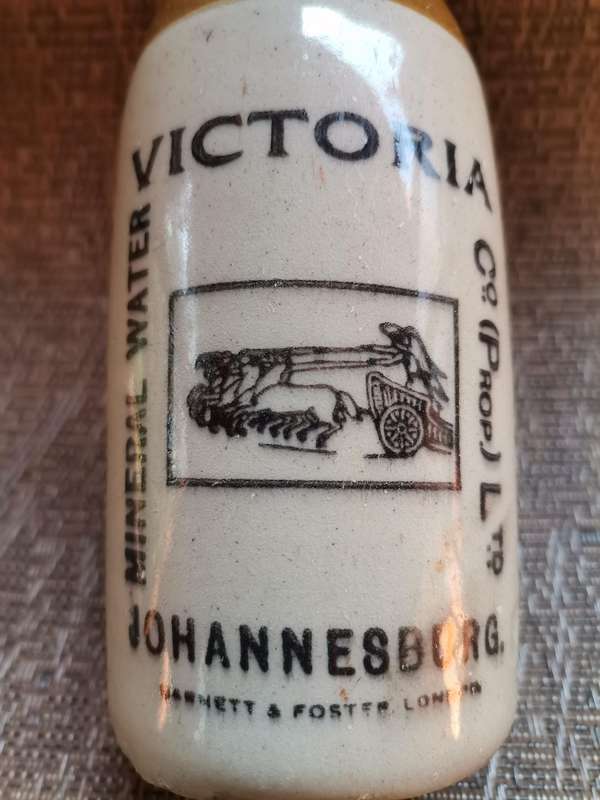 VICTORIA
MINERAL WATER
Cº. (PROP.) LTD
JOHANNESBURG.
BARNETT & FOSTER, LONDON